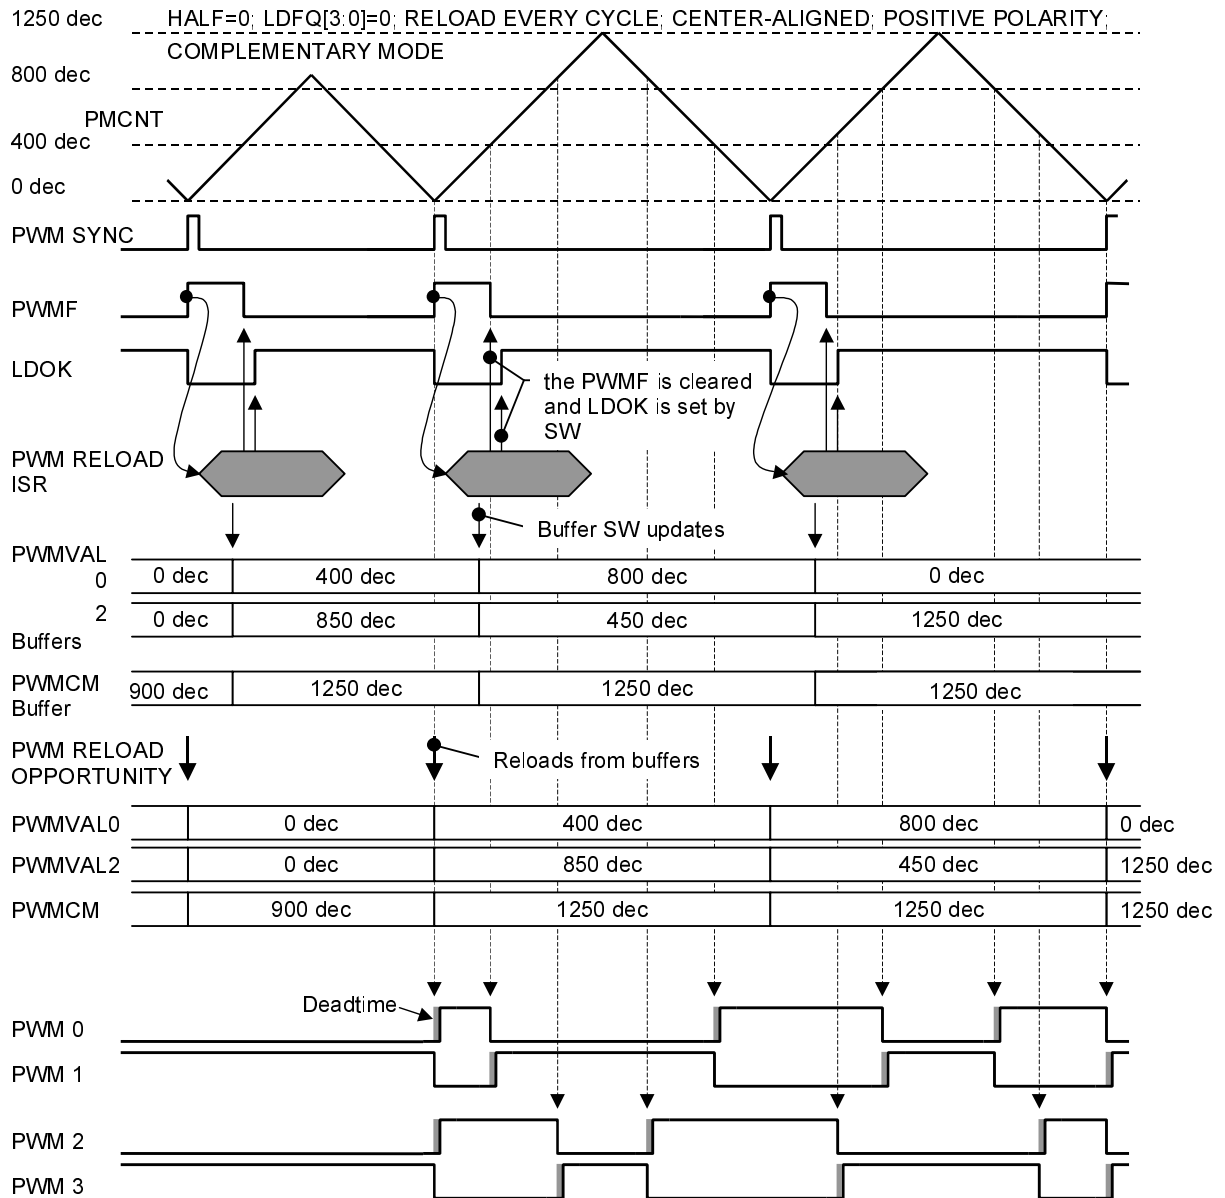 1250 dec
HALF=0; LDFQ[3:0]=0; RELOAD EVERY CYCLE; CENTER-ALIGNED; POSITIVE POLARITY;
COMPLEMENTARY MODE
800 dec
PMCNT
400 dec
0 dec
PWM SYNC
PWMF
LDOK
the PWMF is cleared
and LDOK is set by
SW
PWM RELOAD
ISR
Buffer SW updates
PWMVAL
0
0 dec 400 dec 800 dec 0 dec
2
0 dec 850 dec 450 dec 1250 dec
Buffers
PWMCM
Buffer
900 dec 1250 dec 1250 dec 1250 dec
PWM RELOAD
OPPORTUNITY
Reloads from buffers
PWMVAL0 0 dec 400 dec 800 dec 0 dec
PWMVAL2 0 dec 850 dec 450 dec 1250 dec
PWMCM 900 dec 1250 dec 1250 dec 1250 dec
Deadtime
PWM 0
PWM 1
PWM 2
PWM 3